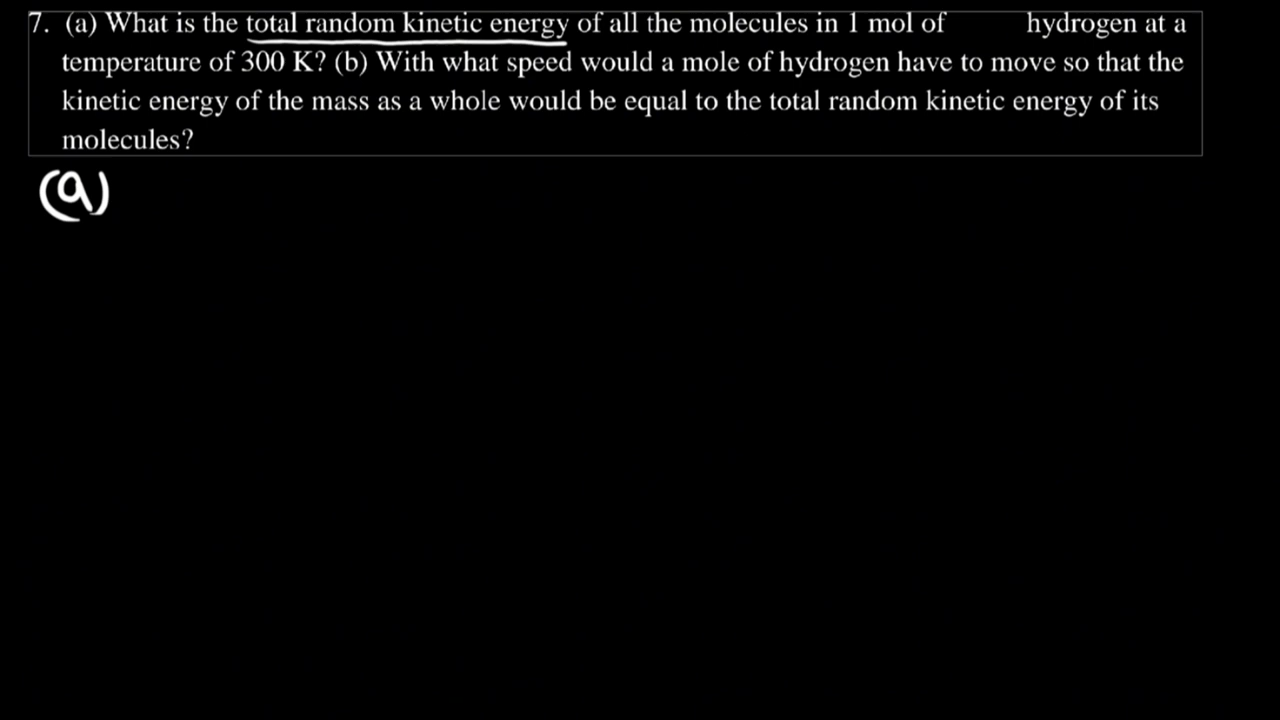 7. (a) What is the total random kinetic energy of all the molecules in 1 mol of hydrogen at a
temperature of 300 K? (b) With what speed would a mole of hydrogen have to move so that the
kinetic energy of the mass as a whole would be equal to the total random kinetic energy of its
molecules?
(a)